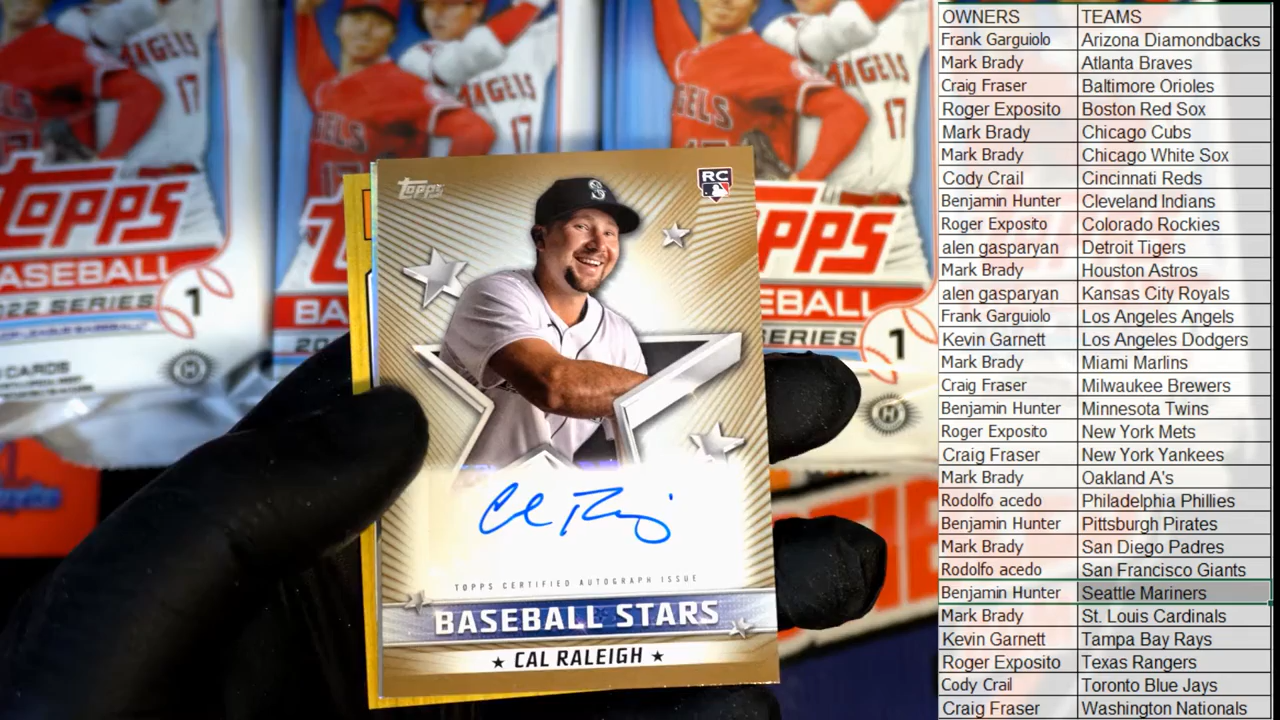 ANGELS
17
TOPPS
BASEBALL
2022 SERIES
1
CARDS
ANGELS
17
ANGELS
17
TOPPS
BASEBALL
SERIES
1
Topps
RC
S
TOPPS CERTIFIED AUTOGRAPH ISSUE
BASEBALL STARS
★ CAL RALEIGH ★
OWNERS TEAMS
Frank Garguiolo Arizona Diamondbacks
Mark Brady Atlanta Braves
Craig Fraser Baltimore Orioles
Roger Exposito Boston Red Sox
Mark Brady Chicago Cubs
Mark Brady Chicago White Sox
Cody Crail Cincinnati Reds
Benjamin Hunter Cleveland Indians
Roger Exposito Colorado Rockies
alen gasparyan Detroit Tigers
Mark Brady Houston Astros
alen gasparyan Kansas City Royals
Frank Garguiolo Los Angeles Angels
Kevin Garnett Los Angeles Dodgers
Mark Brady Miami Marlins
Craig Fraser Milwaukee Brewers
Benjamin Hunter Minnesota Twins
Roger Exposito New York Mets
Craig Fraser New York Yankees
Mark Brady Oakland A's
Rodolfo acedo Philadelphia Phillies
Benjamin Hunter Pittsburgh Pirates
Mark Brady San Diego Padres
Rodolfo acedo San Francisco Giants
Benjamin Hunter Seattle Mariners
Mark Brady St. Louis Cardinals
Kevin Garnett Tampa Bay Rays
Roger Exposito Texas Rangers
Cody Crail Toronto Blue Jays
Craig Fraser Washington Nationals